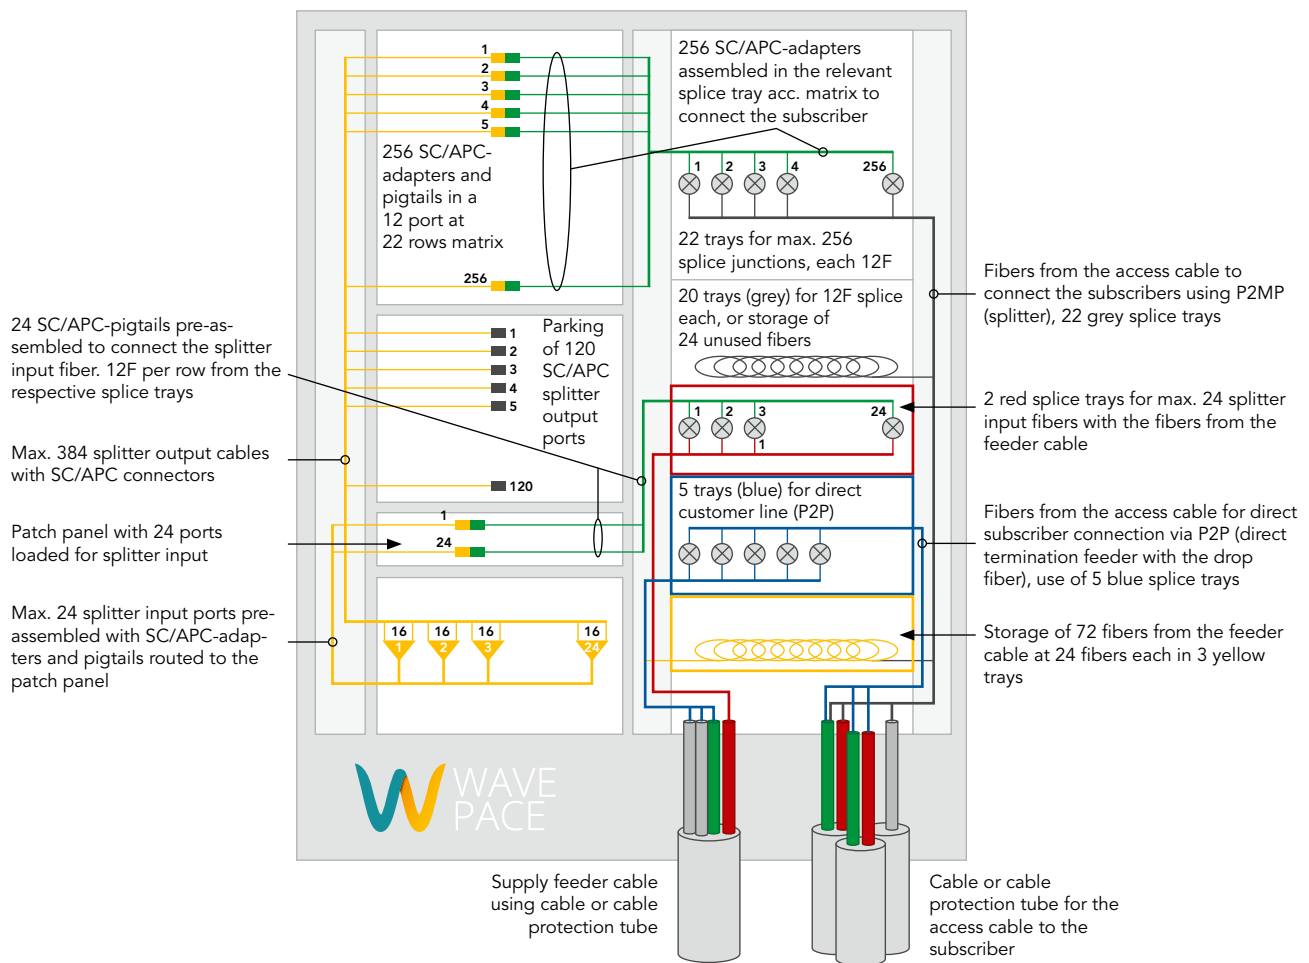 1
2
3
4
5
256 SC/APC-
adapters and
pigtails in a
12 port at
22 rows matrix
256
256 SC/APC-adapters
assembled in the relevant
splice tray acc. matrix to
connect the subscriber
1
2
3
4
256
22 trays for max. 256
splice junctions, each 12F
20 trays (grey) for 12F splice
each, or storage of
24 unused fibers
Fibers from the access cable to
connect the subscribers using P2MP
(splitter), 22 grey splice trays
24 SC/APC-pigtails pre-as-
sembled to connect the splitter
input fiber. 12F per row from the
respective splice trays
1
2
3
4
5
120
Parking
of 120
SC/APC
splitter
output
ports
1
2
3
24
1
2 red splice trays for max. 24 splitter
input fibers with the fibers from the
feeder cable
Max. 384 splitter output cables
with SC/APC connectors
5 trays (blue) for direct
customer line (P2P)
Patch panel with 24 ports
loaded for splitter input
1
24
Fibers from the access cable for direct
subscriber connection via P2P (direct
termination feeder with the drop
fiber), use of 5 blue splice trays
Max. 24 splitter input ports pre-
assembled with SC/APC-adap-
ters and pigtails routed to the
patch panel
16
16
16
16
1
2
3
24
Storage of 72 fibers from the feeder
cable at 24 fibers each in 3 yellow
trays
WAVE
PACE
Supply feeder cable
using cable or cable
protection tube
Cable or cable
protection tube for the
access cable to the
subscriber